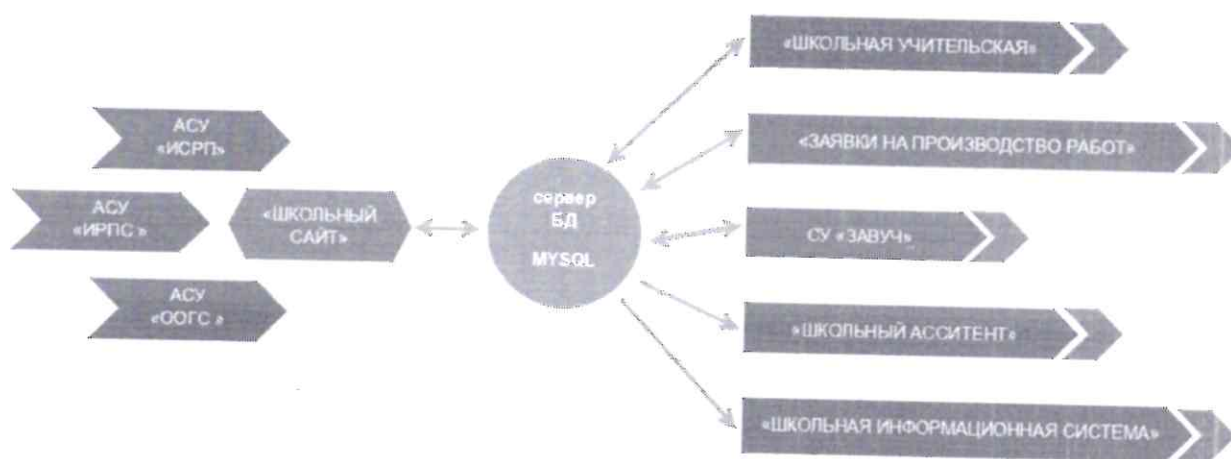 АСУ
«ИСРП»
АСУ
«ИРПС »
АСУ
«ООГС »
«ШКОЛЬНЫЙ
САЙТ»
сервер
БД
MYSQL
«ШКОЛЬНАЯ УЧИТЕЛЬСКАЯ»
«ЗАЯВКИ НА ПРОИЗВОДСТВО РАБОТ»
СУ «ЗАВУЧ»
»ШКОЛЬНЫЙ АССИТЕНТ»
«ШКОЛЬНАЯ ИНФОРМАЦИОННАЯ СИСТЕМА»